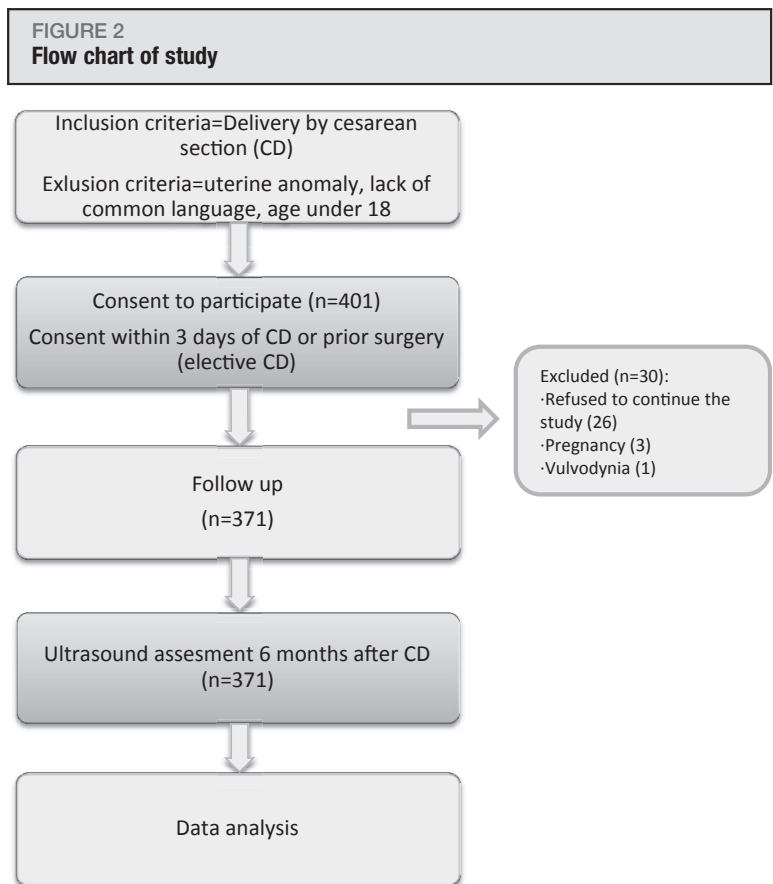 FIGURE 2
Flow chart of study
Inclusion criteria=Delivery by cesarean
section (CD)
Exlusion criteria=uterine anomaly, lack of
common language, age under 18
Consent to participate (n=401)
Consent within 3 days of CD or prior surgery
(elective CD)
Excluded (n=30):
·Refused to continue the
study (26)
·Pregnancy (3)
·Vulvodynia (1)
Follow up
(n=371)
Ultrasound assesment 6 months after CD
(n=371)
Data analysis